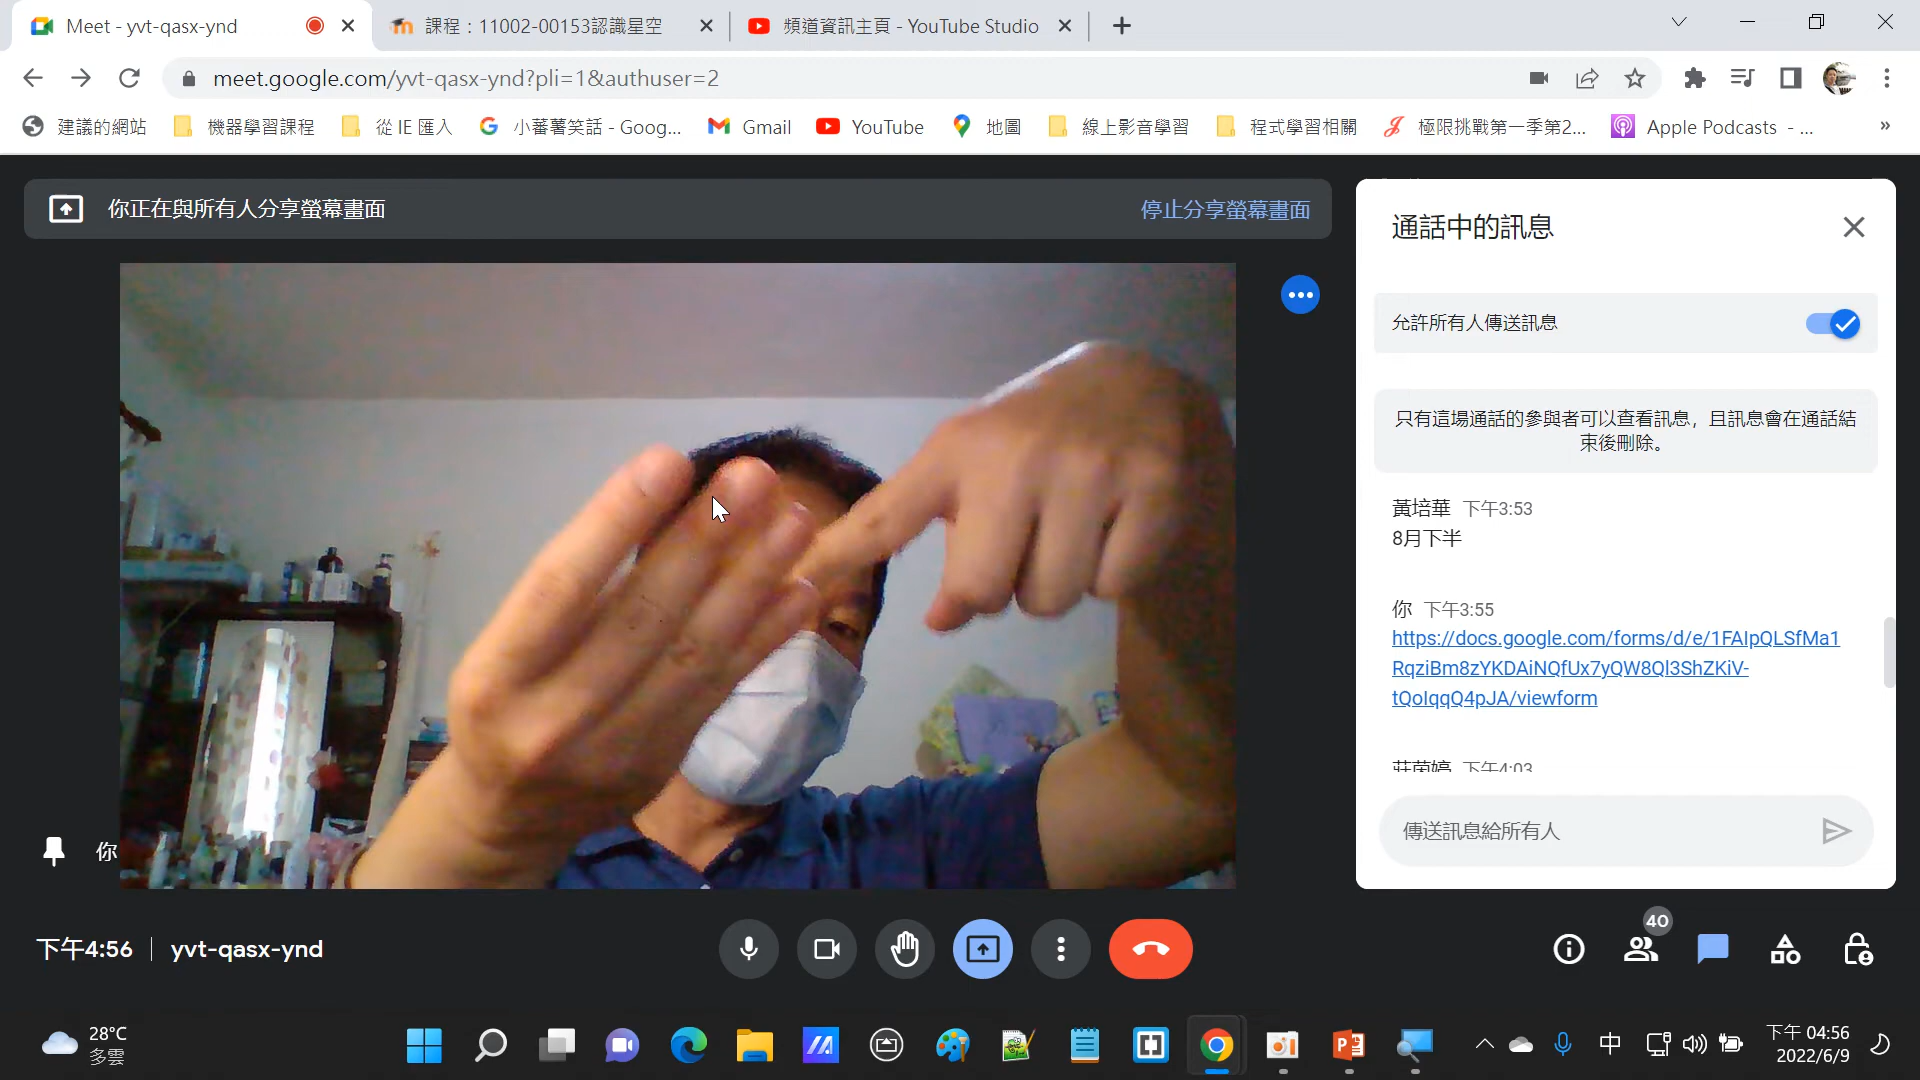 Meet - yvt-qasx-ynd
課程：11002-00153認識星空
頻道資訊主頁 - YouTube Studio
meet.google.com/yvt-qasx-ynd?pli=1&authuser=2
建議的網站
機器學習課程
從 IE 匯入
小蕃薯笑話 - Goog...
Gmail
YouTube
地圖
線上影音學習
程式學習相關
極限挑戰第一季第2...
Apple Podcasts - ...
»
你正在與所有人分享螢幕畫面
停止分享螢幕畫面
通話中的訊息
允許所有人傳送訊息
只有這場通話的參與者可以查看訊息，且訊息會在通話結
束後刪除。
黃培華 下午3:53
8月下半
你 下午3:55
https://docs.google.com/forms/d/e/1FAIpQLSfMa1
RqziBm8zYKDAiNQfUx7yQW8Ql3ShZKiV-
tQoIqqQ4pJA/viewform
莊茵婷 下午4:03
傳送訊息給所有人
你
下午4:56
yvt-qasx-ynd
40
28°C
多雲
中
下午 04:56
2022/6/9